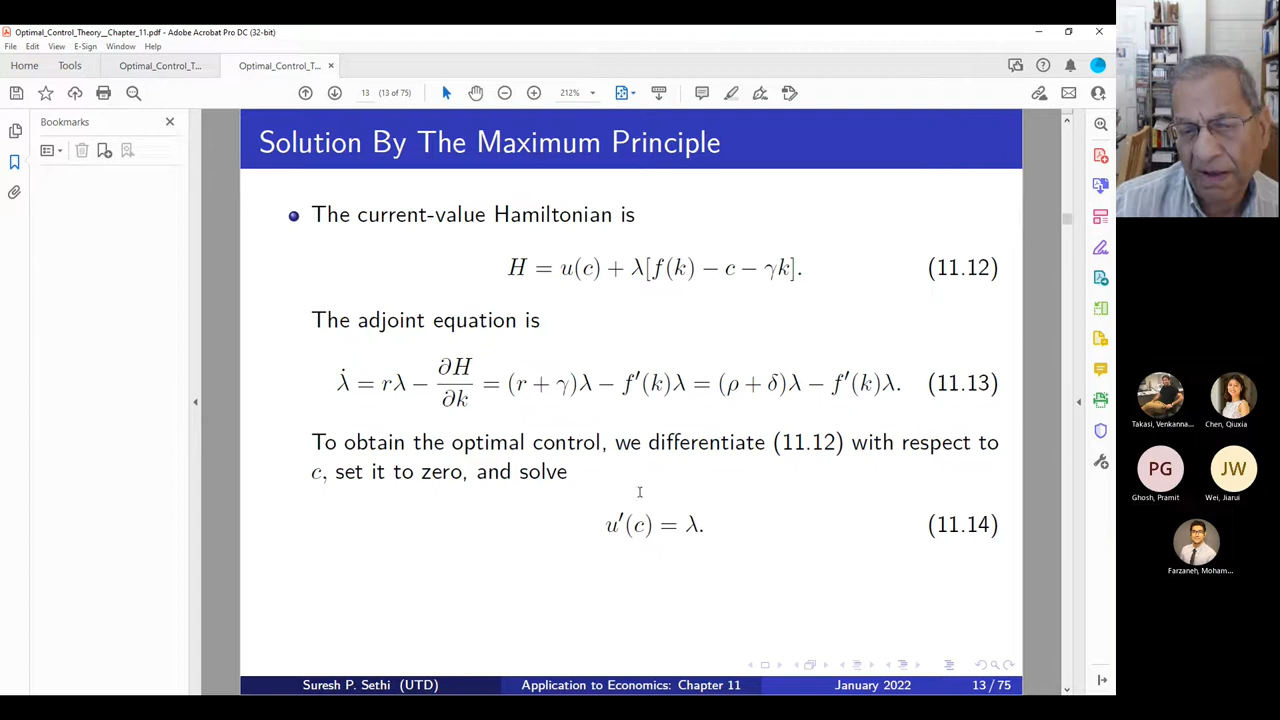 Optimal_Control_Theory__Chapter_11.pdf - Adobe Acrobat Pro DC (32-bit)
File Edit View E-Sign Window Help
Home Tools Optimal_Control_T... Optimal_Control_T... ×
13 (13 of 75) 212%
Bookmarks
Solution By The Maximum Principle
The current-value Hamiltonian is
H = u(c) + λ[f(k) − c − γk]. (11.12)
The adjoint equation is
λ̇ = rλ − ∂H/∂k = (r + γ)λ − f′(k)λ = (ρ + δ)λ − f′(k)λ. (11.13)
To obtain the optimal control, we differentiate (11.12) with respect to
c, set it to zero, and solve
u′(c) = λ. (11.14)
Suresh P. Sethi (UTD) Application to Economics: Chapter 11 January 2022 13 / 75
Takasi, Venkanna... Chen, Qiuxia
PG JW
Ghosh, Pramit Wei, Jiarui
Farzaneh, Moham...